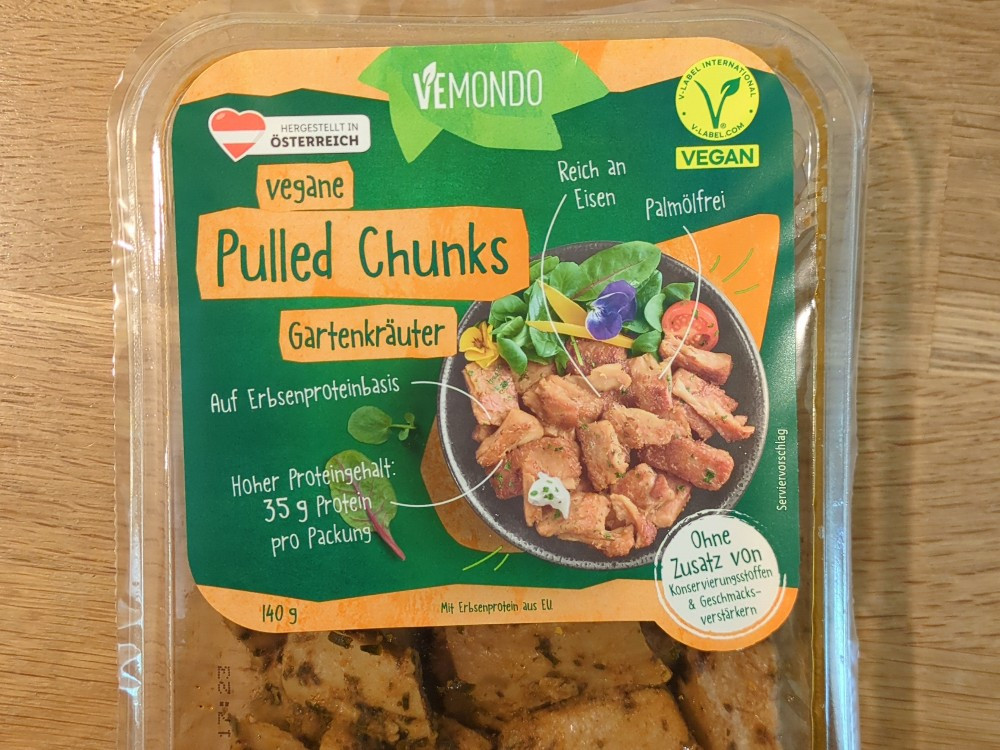 VEMONDO
V-LABEL INTERNATIONAL
V-LABEL.COM
VEGAN
HERGESTELLT IN
ÖSTERREICH
vegane
Pulled Chunks
Gartenkräuter
Reich an
Eisen
Palmölfrei
Auf Erbsenproteinbasis
Hoher Proteingehalt:
35 g Protein
pro Packung
Serviervorschlag
Ohne
Zusatz von
Konservierungsstoffen
& Geschmacks-
verstärkern
140 g
Mit Erbsenprotein aus EU